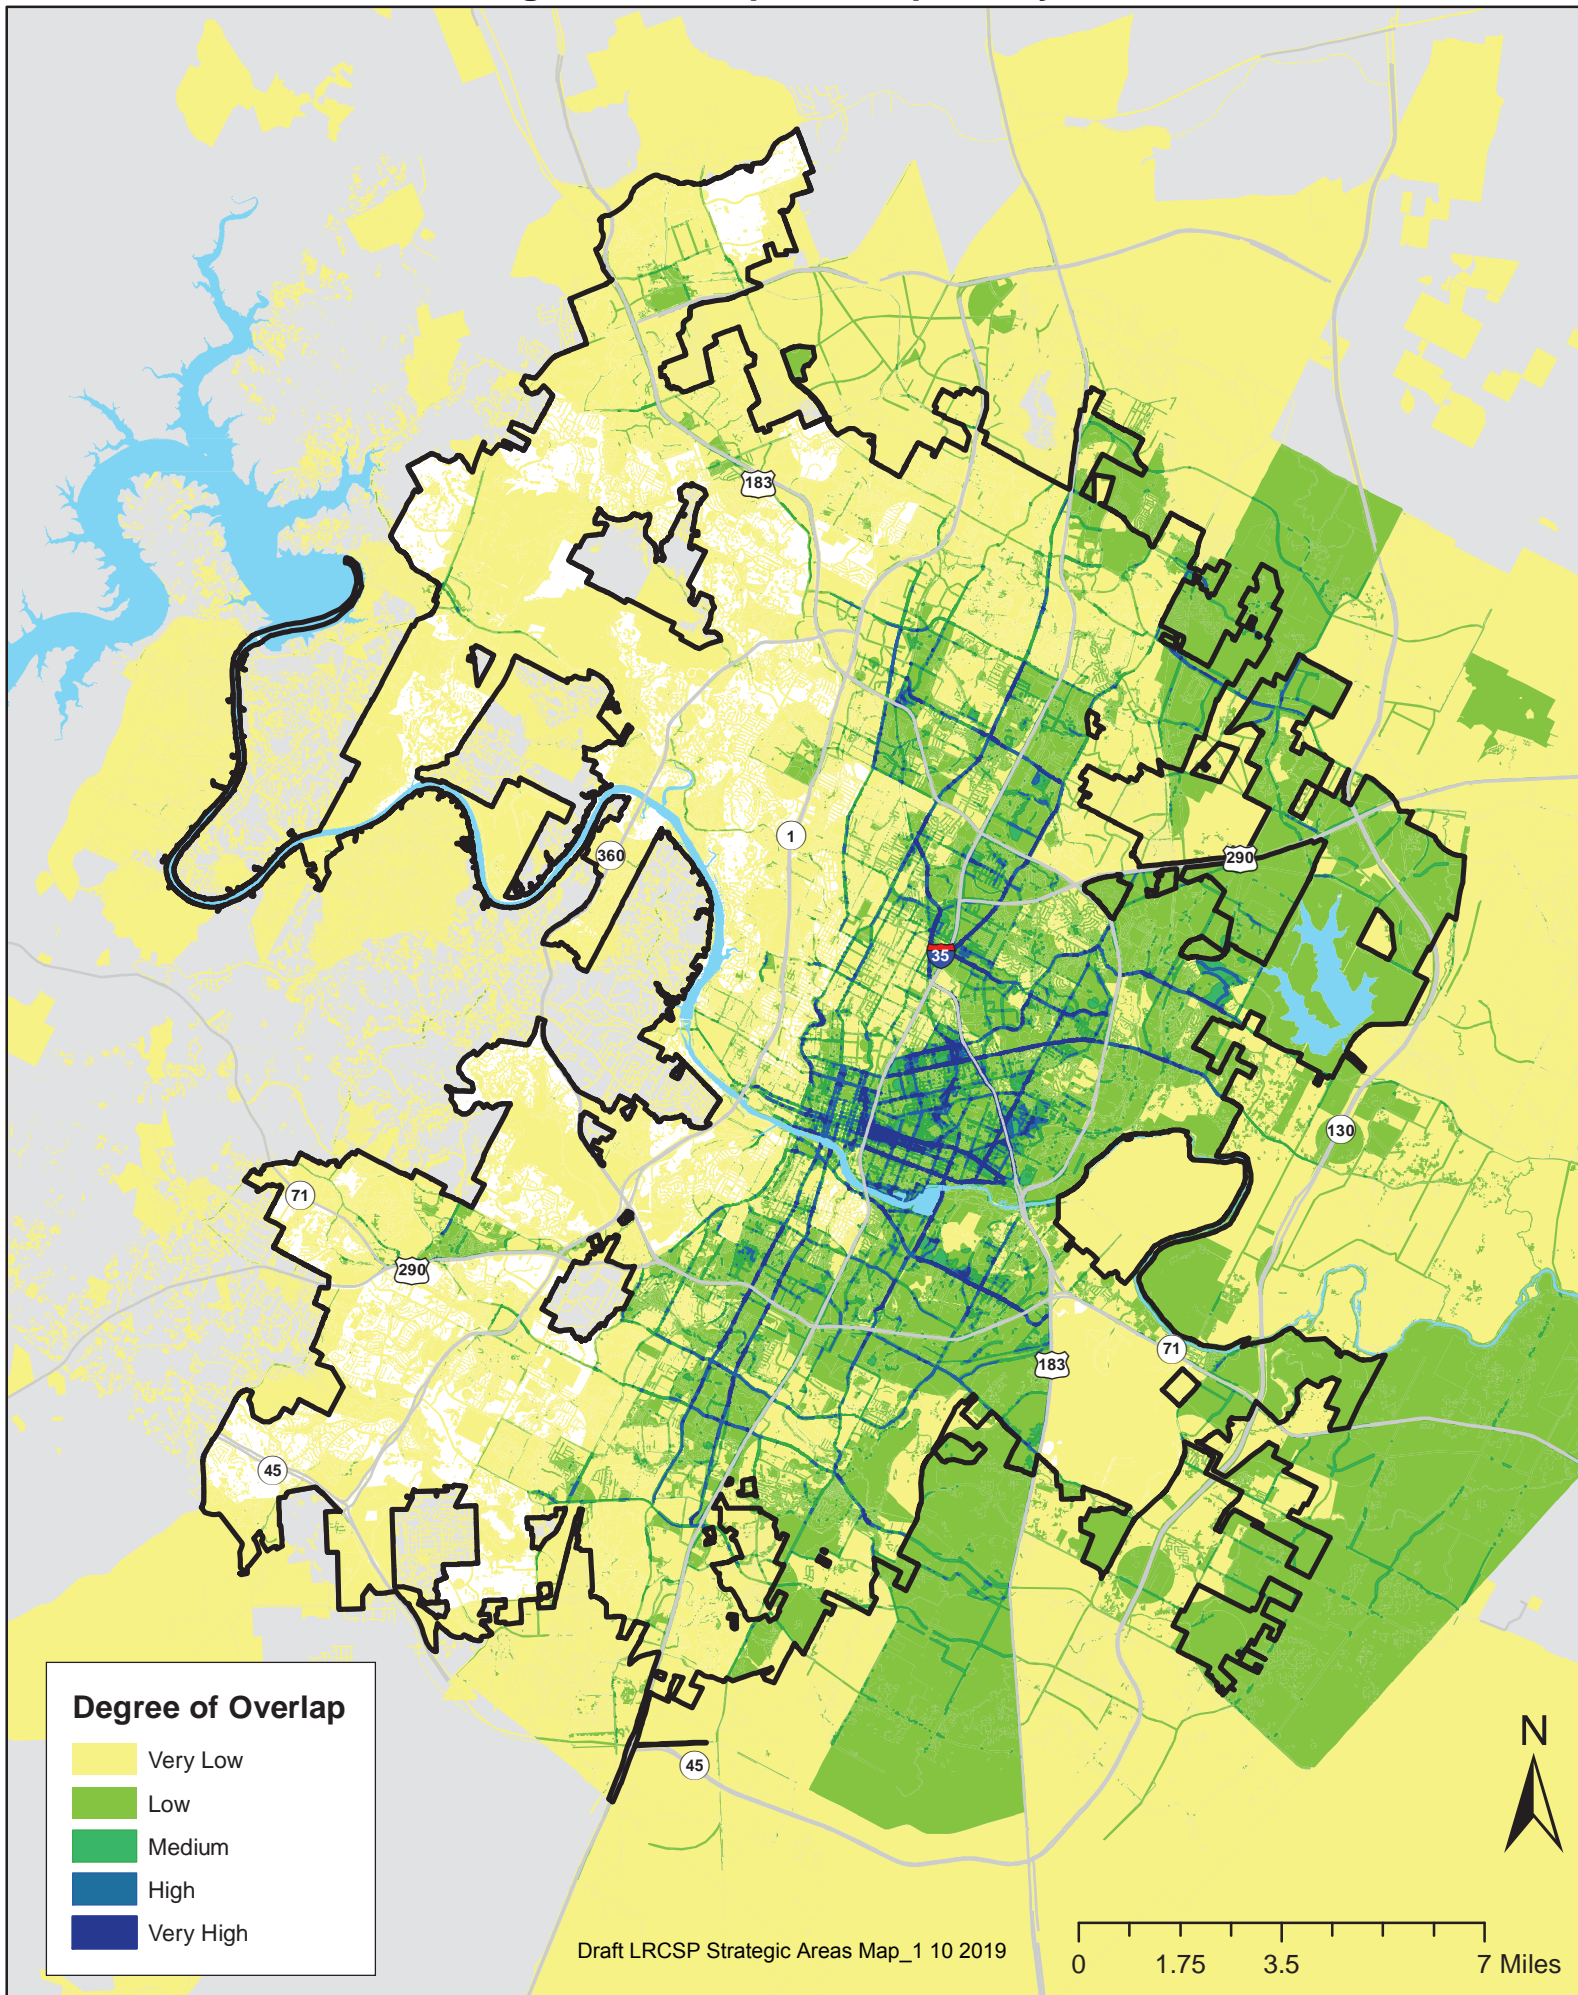 183
1
360
290
35
130
71
290
71
183
45
45
Degree of Overlap
Very Low
Low
Medium
High
Very High
N
Draft LRCSP Strategic Areas Map_1 10 2019
0 1.75 3.5 7 Miles